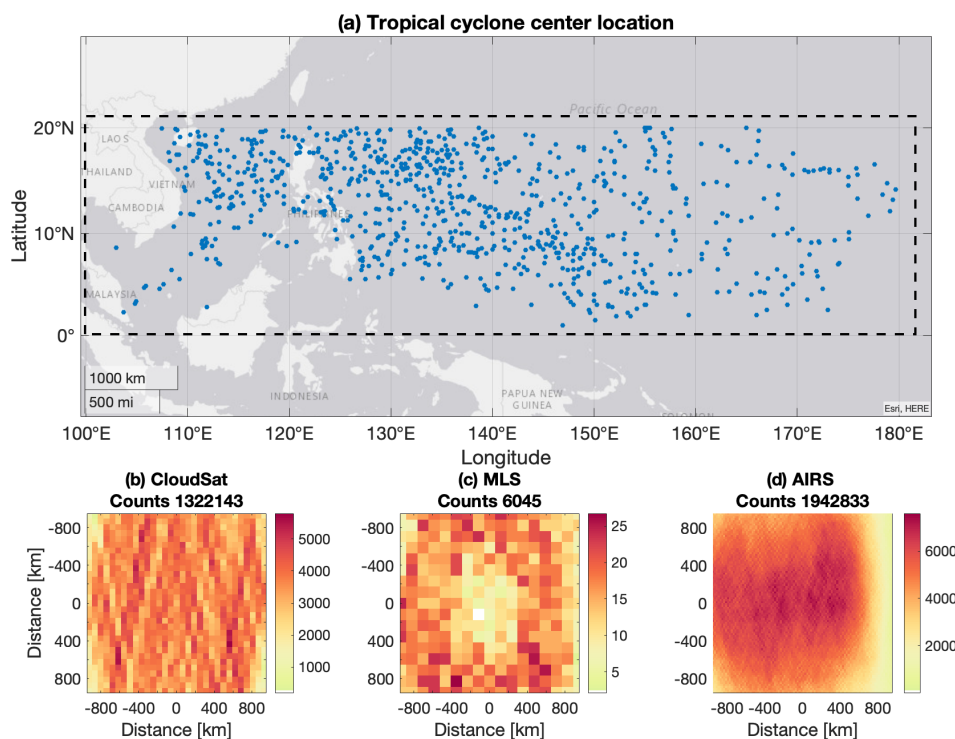 (a) Tropical cyclone center location
Pacific Ocean
20°N
LAOS
THAILAND
VIETNAM
CAMBODIA
PHILIPPINES
10°N
Latitude
MALAYSIA
0°
1000 km
500 mi
INDONESIA
PAPUA NEW
GUINEA
SOLOMON
Esri, HERE
100°E 110°E 120°E 130°E 140°E 150°E 160°E 170°E 180°E
Longitude
(b) CloudSat
Counts 1322143
-800
-400
0
400
800
Distance [km]
-800 -400 0 400 800
Distance [km]
5000
4000
3000
2000
1000
(c) MLS
Counts 6045
-800
-400
0
400
800
-800 -400 0 400 800
Distance [km]
25
20
15
10
5
(d) AIRS
Counts 1942833
-800
-400
0
400
800
-800 -400 0 400 800
Distance [km]
6000
4000
2000